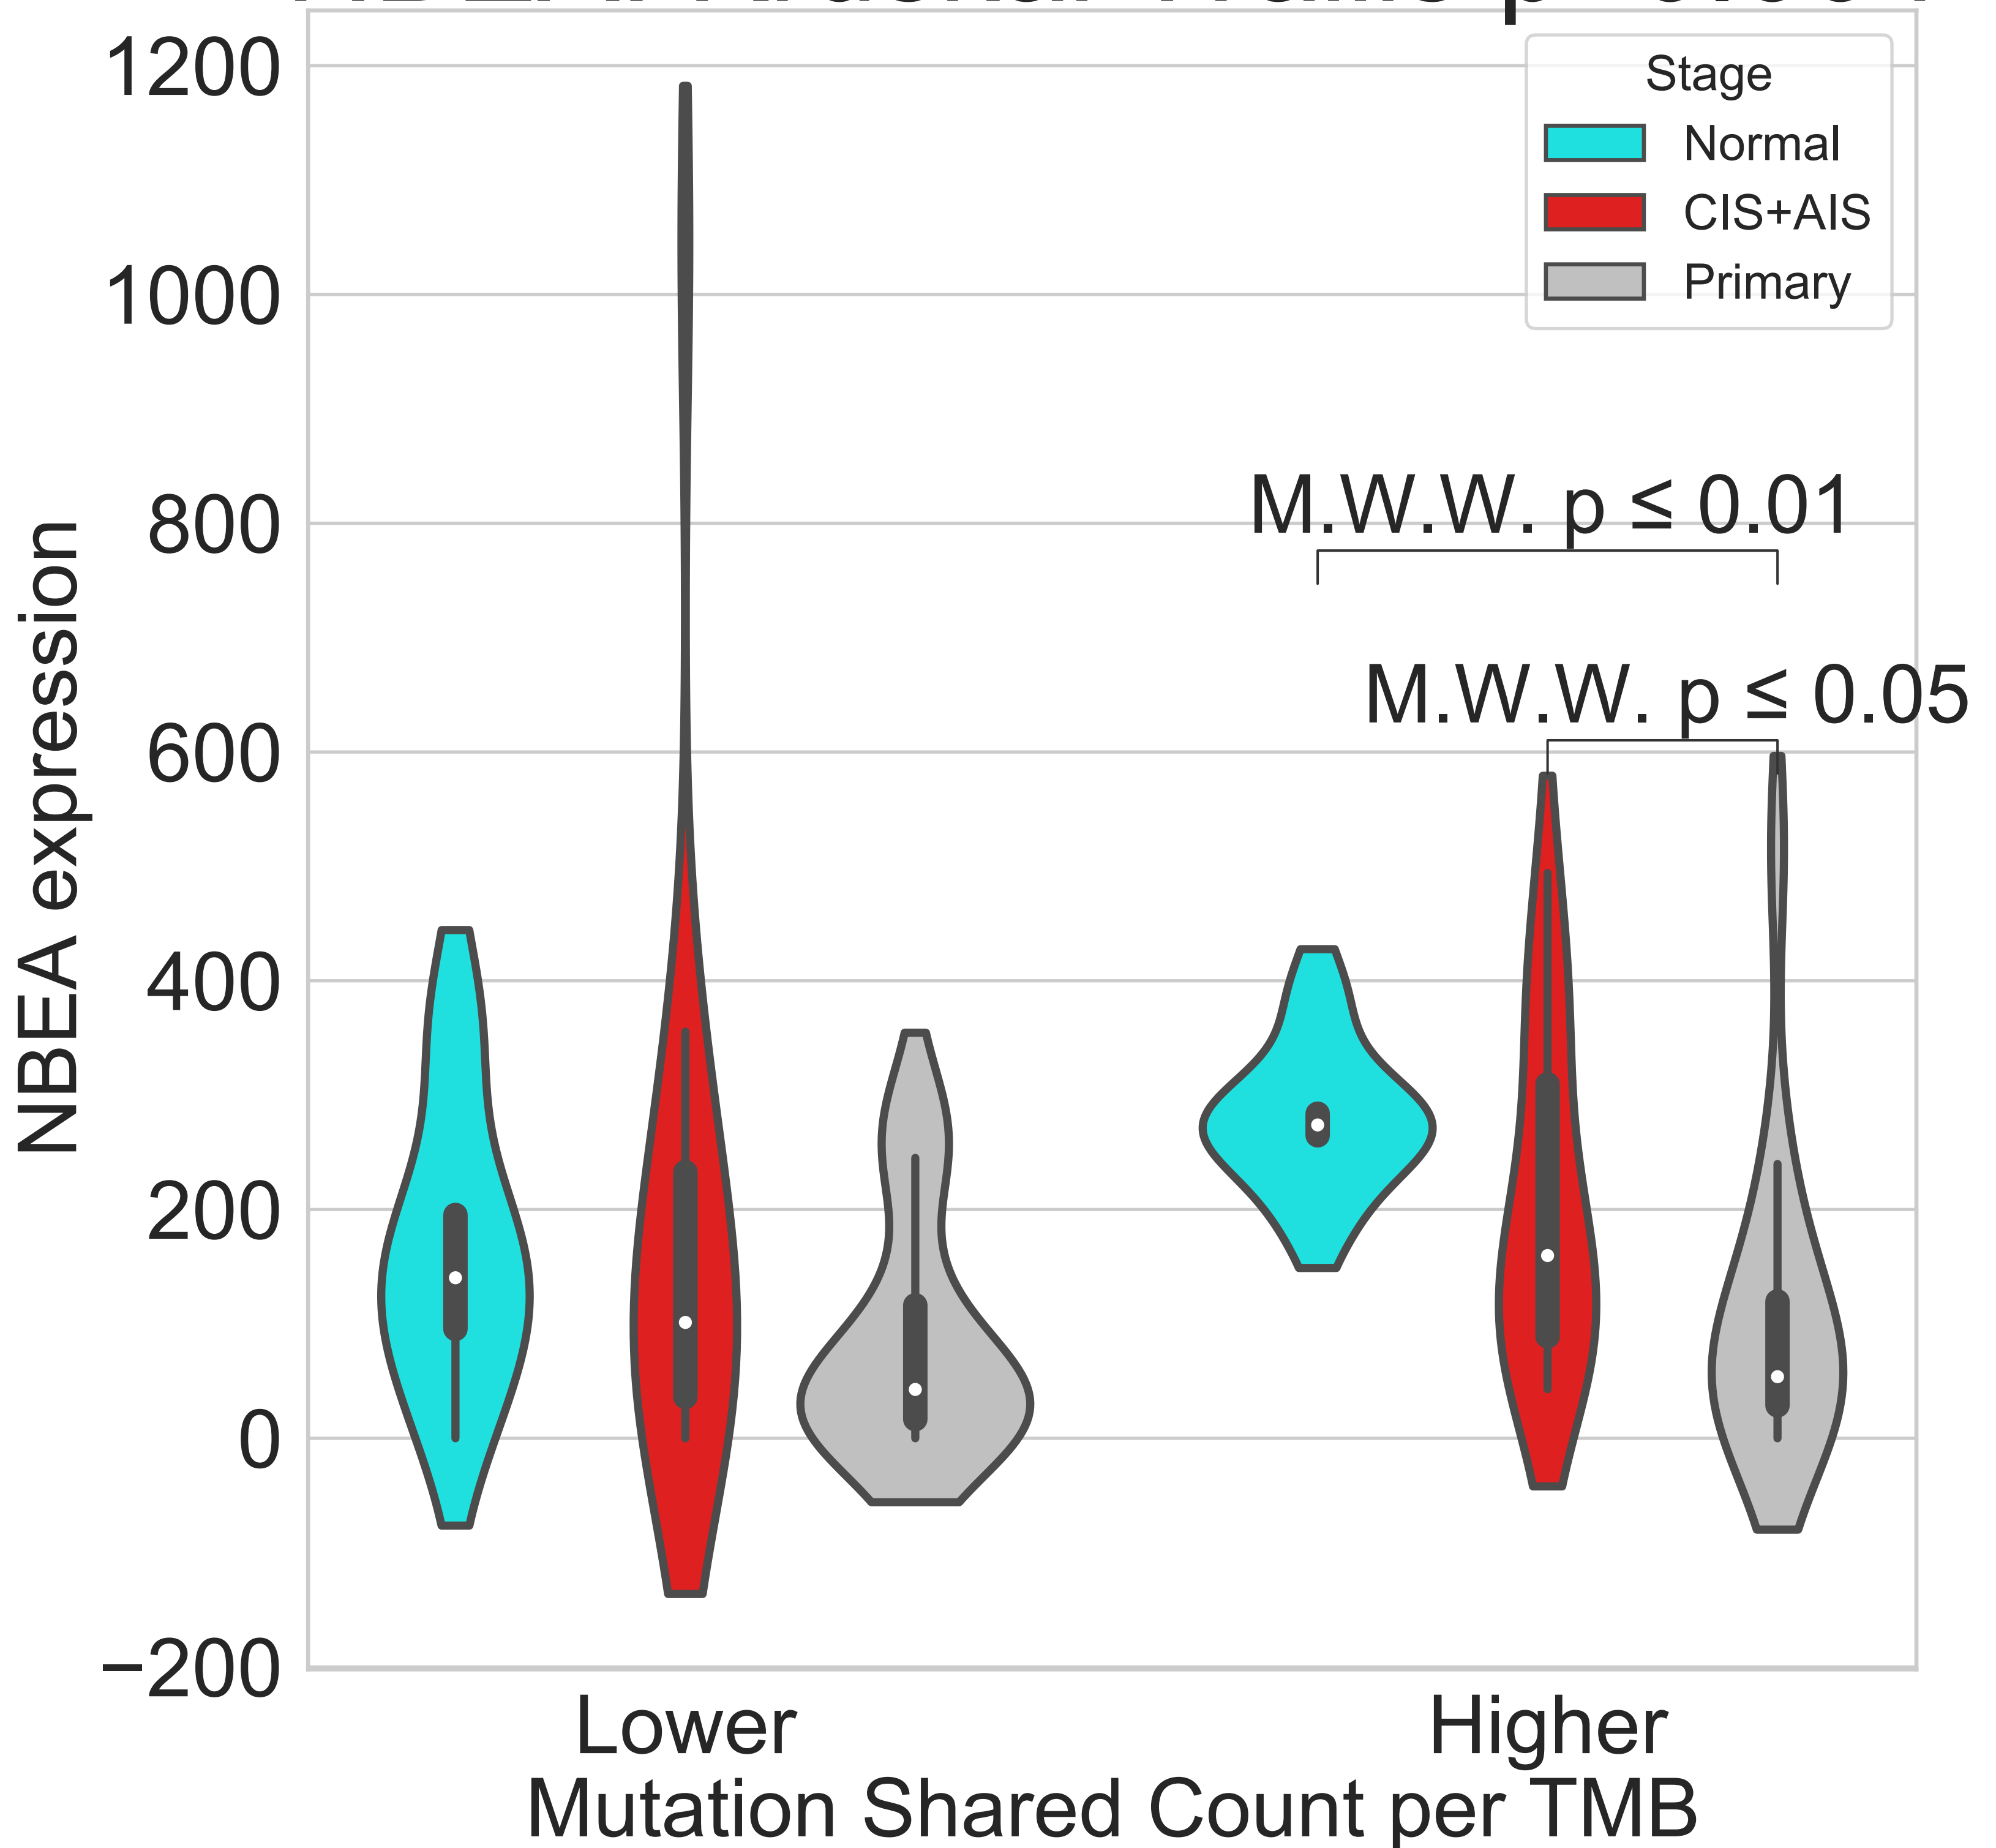 1200
1000
800
600
400
200
0
−200
NBEA expression
Stage
Normal
CIS+AIS
Primary
M.W.W. p ≤ 0.01
M.W.W. p ≤ 0.05
Lower
Higher
Mutation Shared Count per TMB